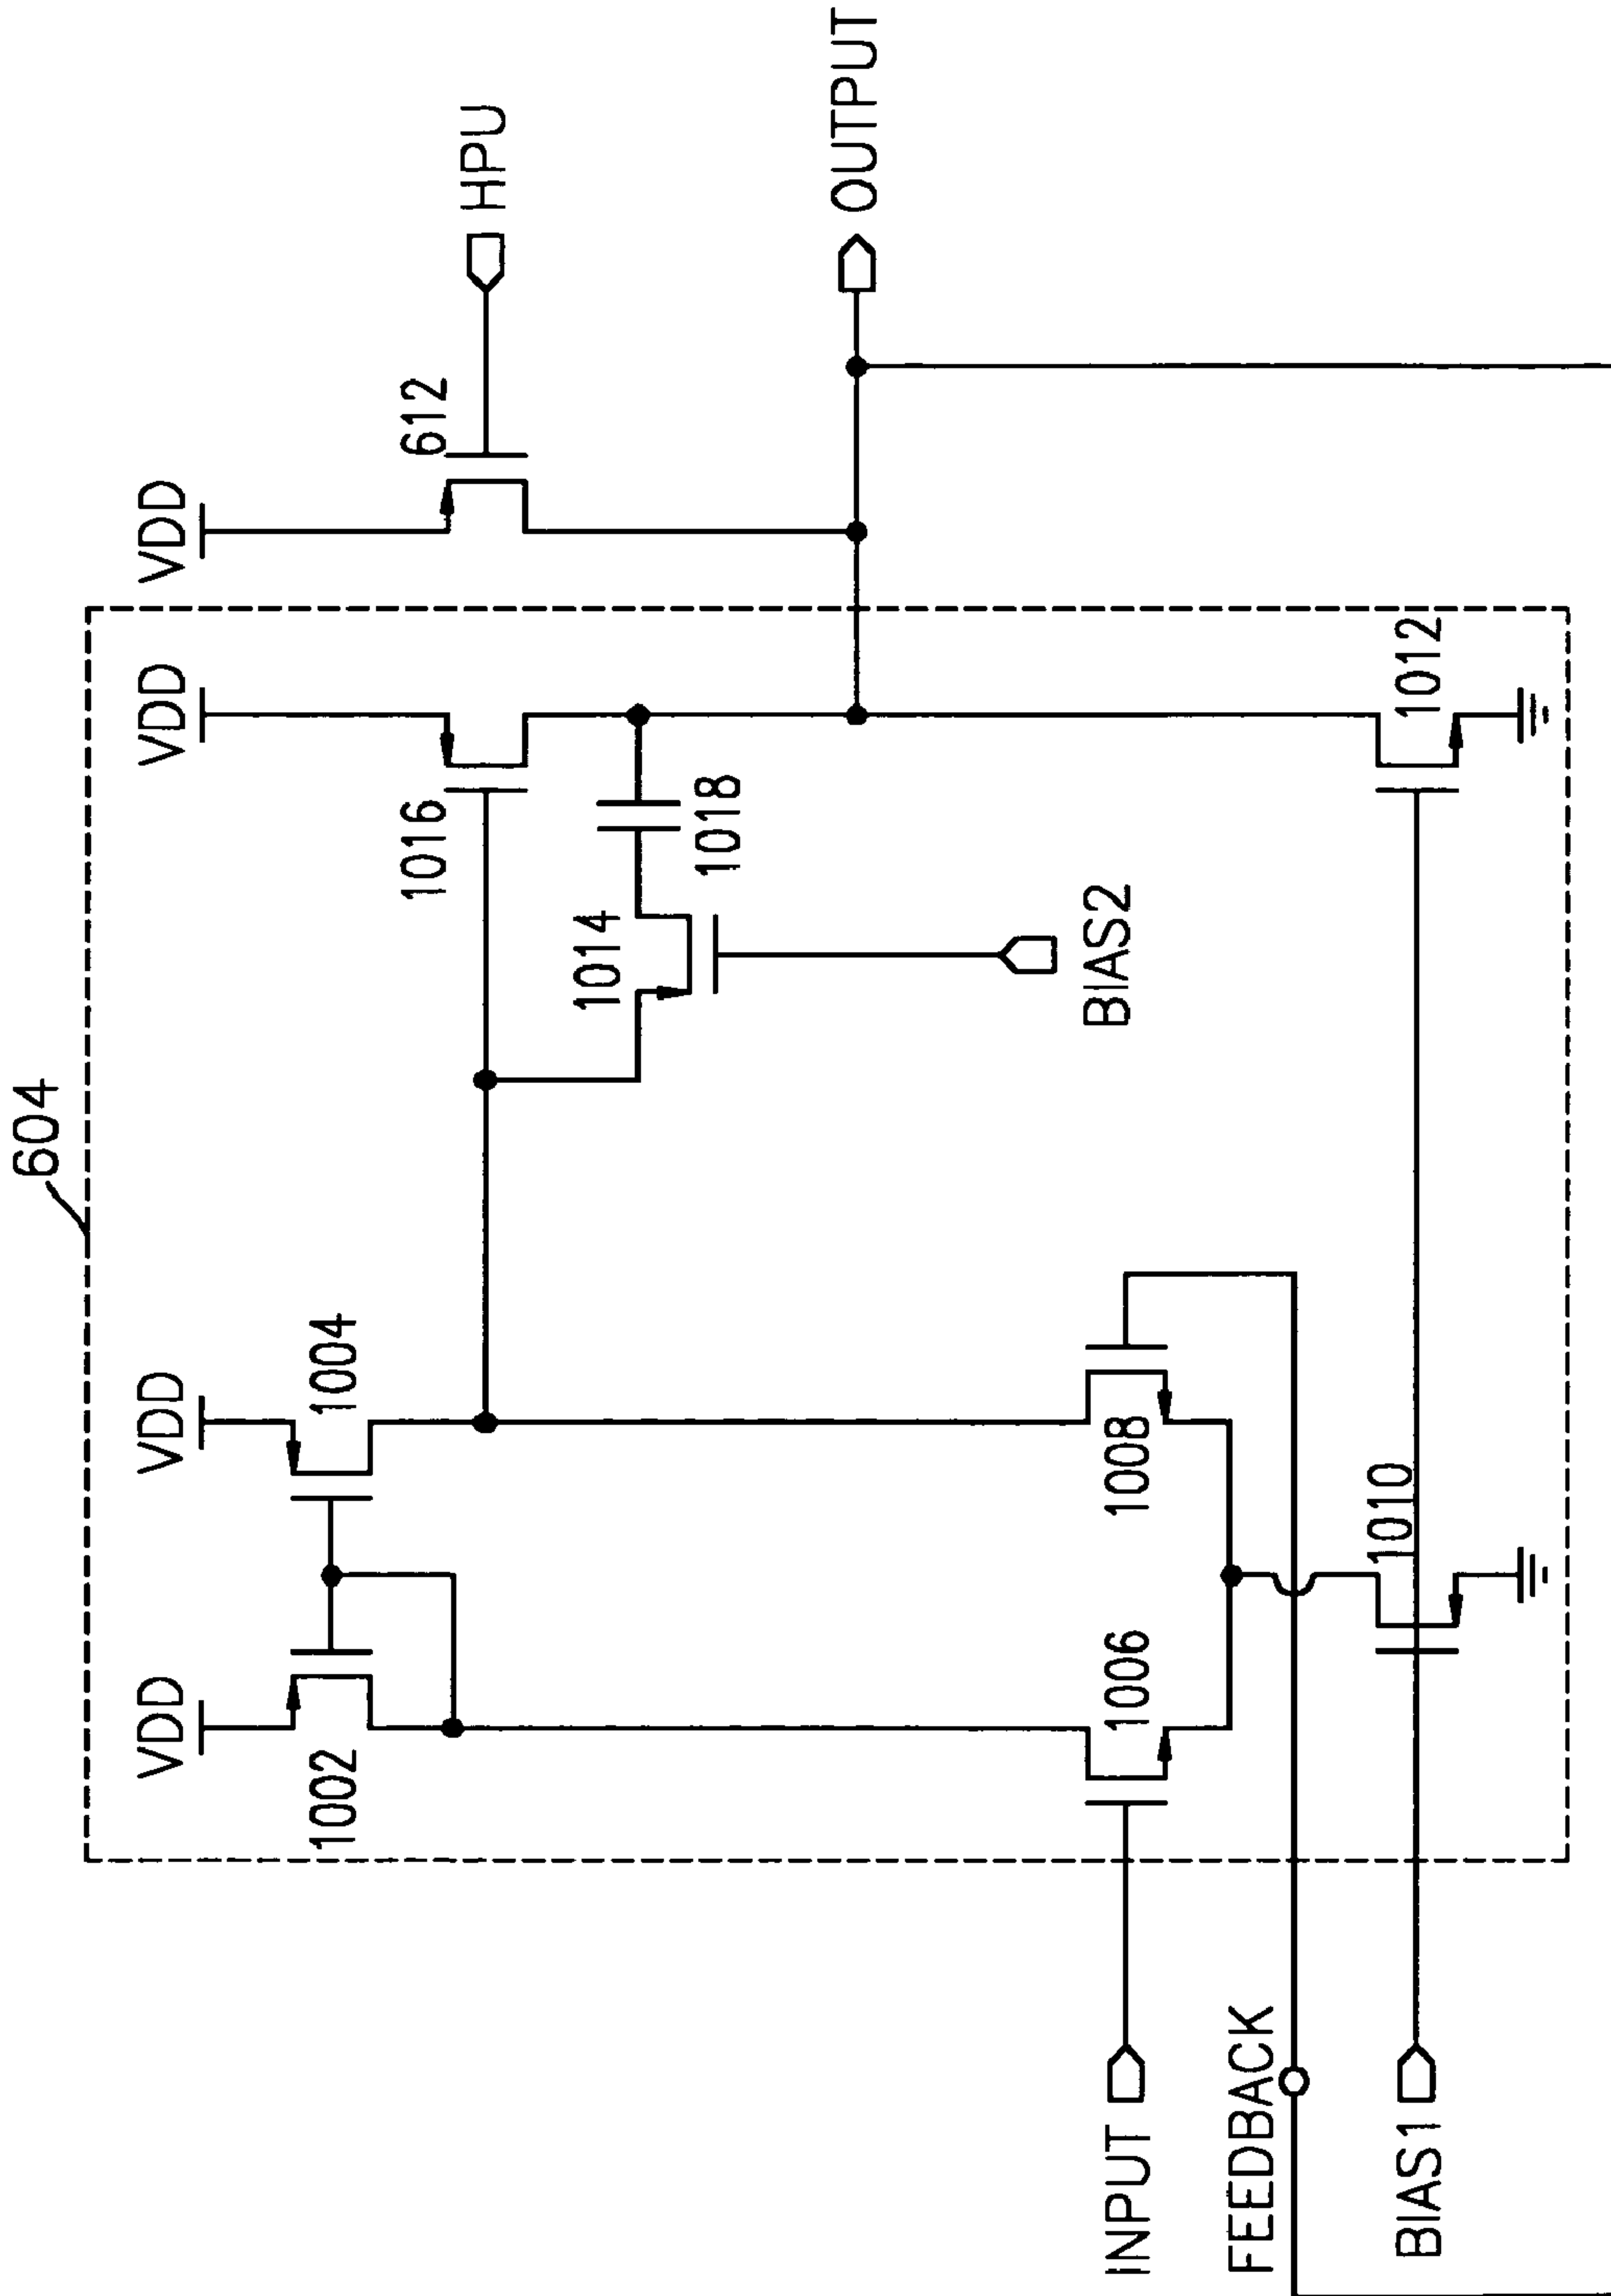 604
VDD
VDD
VDD
VDD
1002
1004
1016
612
HPU
1014
1018
OUTPUT
BIAS2
INPUT
1006
1008
FEEDBACK
1010
1012
BIAS1